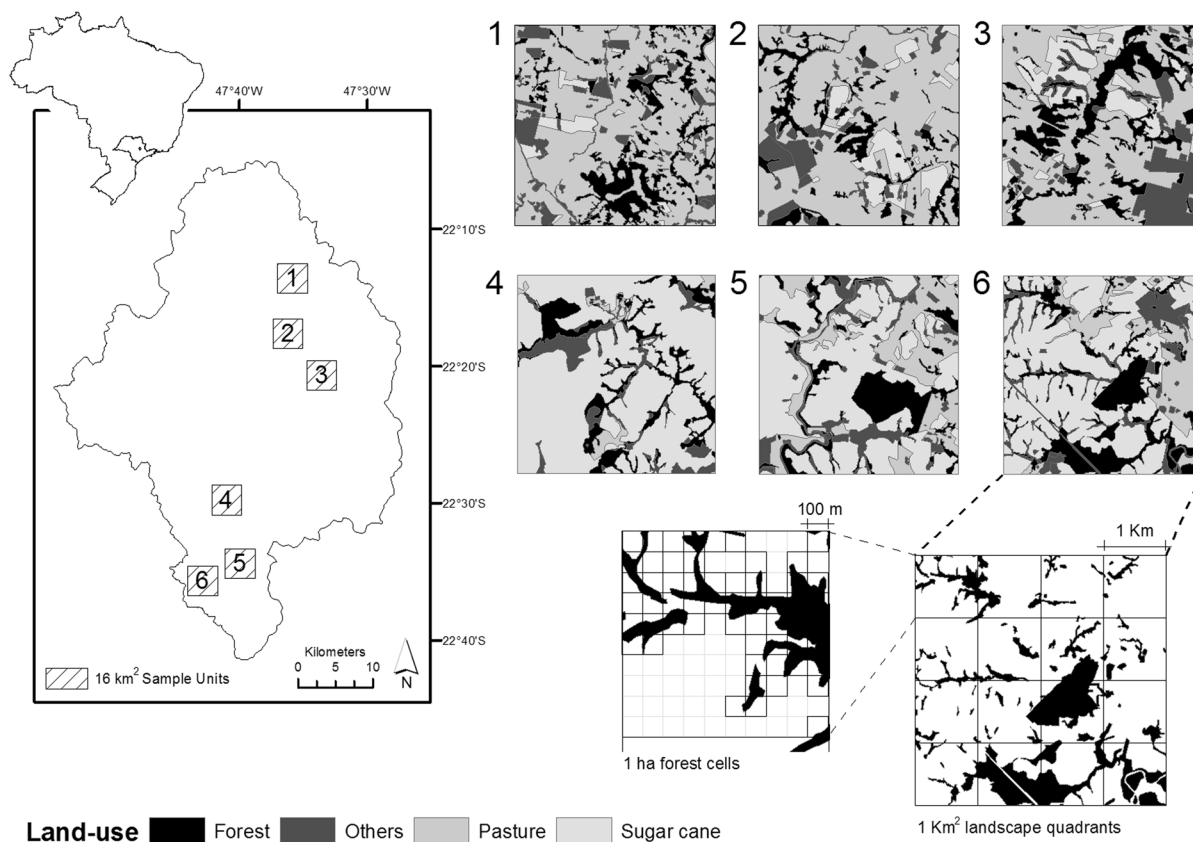 47°40'W 47°30'W
22°10'S
22°20'S
22°30'S
22°40'S
1
2
3
4
5
6
Kilometers
0 5 10
N
16 km² Sample Units
1 2 3
4 5 6
100 m
1 Km
1 ha forest cells
1 Km² landscape quadrants
Land-use Forest Others Pasture Sugar cane